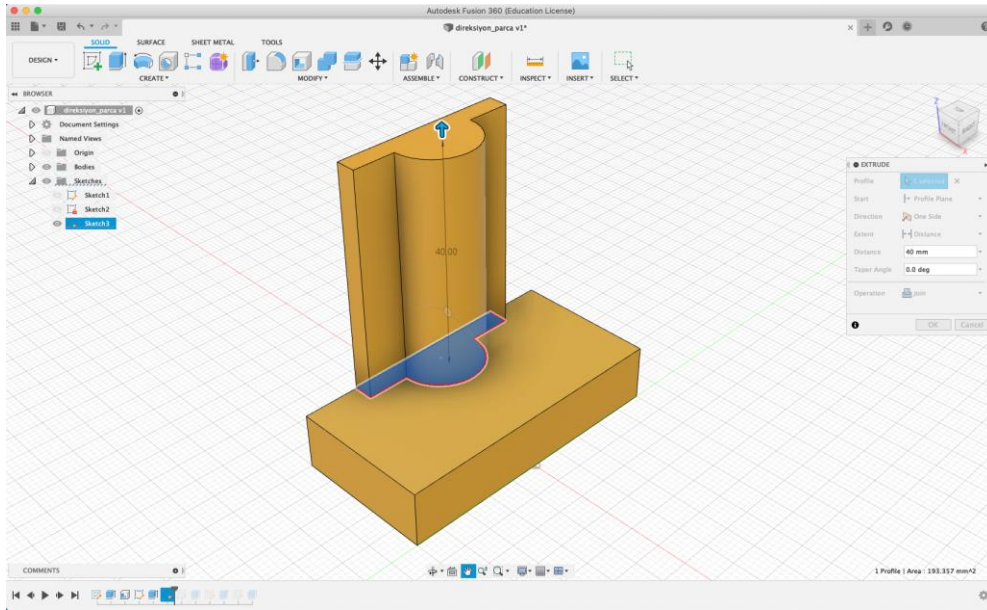 Autodesk Fusion 360 (Education License)
direksiyon_parca v1*
SOLID SURFACE SHEET METAL TOOLS
DESIGN
CREATE MODIFY ASSEMBLE CONSTRUCT INSPECT INSERT SELECT
BROWSER
direksiyon_parca v1
Document Settings
Named Views
Origin
Bodies
Sketches
Sketch1
Sketch2
Sketch3
40.00
Z
X
EXTRUDE
Profile 1 selected
Start Profile Plane
Direction One Side
Extent Distance
Distance 40 mm
Taper Angle 0.0 deg
Operation Join
OK Cancel
COMMENTS
1 Profile | Area : 193.357 mm^2